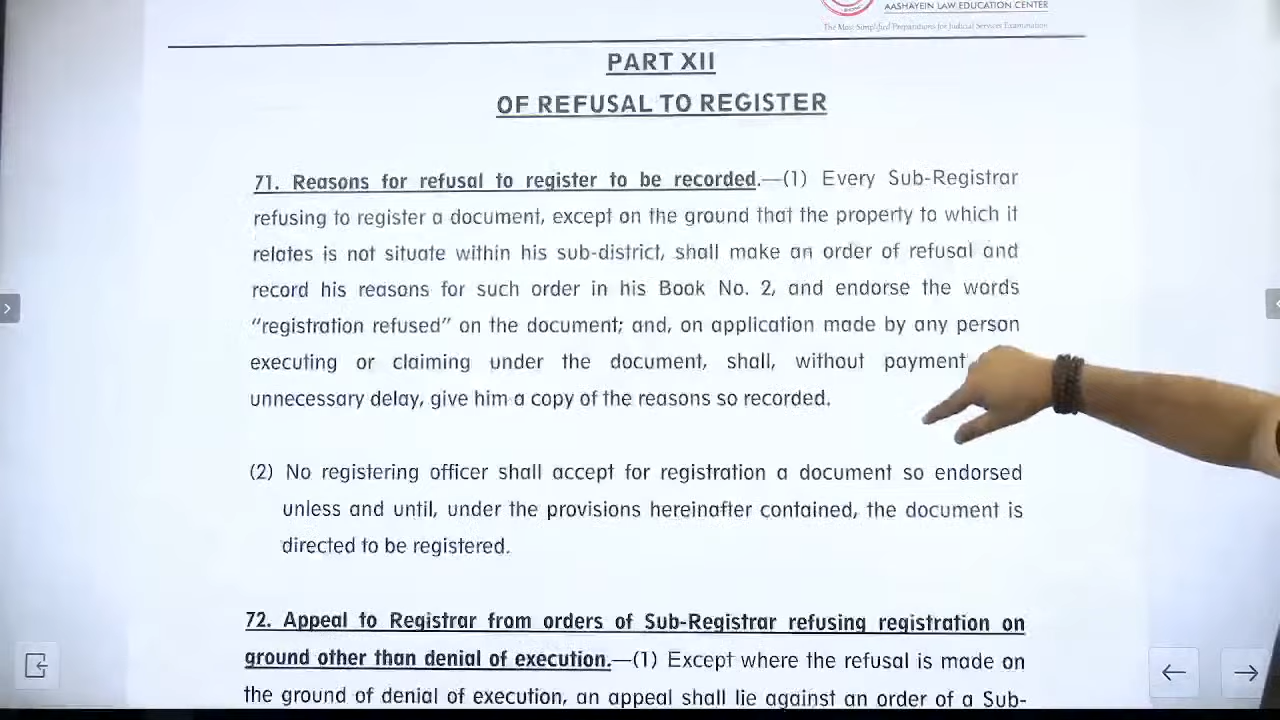 AASHAYEIN LAW EDUCATION CENTER
The Most Simplified Preparations for Judicial Services Examination
PART XII
OF REFUSAL TO REGISTER
71. Reasons for refusal to register to be recorded.—(1) Every Sub-Registrar
refusing to register a document, except on the ground that the property to which it
relates is not situate within his sub-district, shall make an order of refusal and
record his reasons for such order in his Book No. 2, and endorse the words
“registration refused” on the document; and, on application made by any person
executing or claiming under the document, shall, without payment
unnecessary delay, give him a copy of the reasons so recorded.
(2) No registering officer shall accept for registration a document so endorsed
unless and until, under the provisions hereinafter contained, the document is
directed to be registered.
72. Appeal to Registrar from orders of Sub-Registrar refusing registration on
ground other than denial of execution.—(1) Except where the refusal is made on
the ground of denial of execution, an appeal shall lie against an order of a Sub-